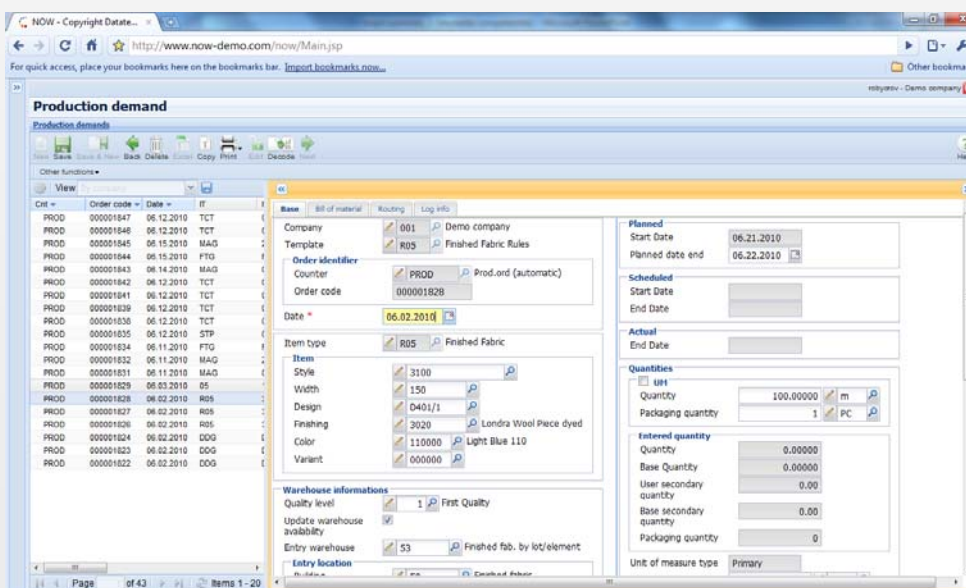 NOW - Copyright Datate...
http://www.now-demo.com/now/Main.jsp
For quick access, place your bookmarks here on the bookmarks bar. Import bookmarks now...
Other bookma
robyorov - Demo company
Production demand
Production demands
New Save Save & New Back Delete Excel Copy Print Edit Decode Next
Other functions
View By company
Cnt Order code Date IT
PROD 000001847 06.12.2010 TCT
PROD 000001846 06.12.2010 TCT
PROD 000001845 06.15.2010 MAG
PROD 000001844 06.15.2010 FTG
PROD 000001843 06.14.2010 MAG
PROD 000001842 06.12.2010 TCT
PROD 000001841 06.12.2010 TCT
PROD 000001839 06.12.2010 TCT
PROD 000001838 06.12.2010 TCT
PROD 000001835 06.12.2010 STP
PROD 000001834 06.11.2010 FTG
PROD 000001832 06.11.2010 MAG
PROD 000001831 06.11.2010 MAG
PROD 000001829 06.03.2010 05
PROD 000001828 06.02.2010 R05
PROD 000001827 06.02.2010 R05
PROD 000001826 06.02.2010 R05
PROD 000001824 06.02.2010 DDG
PROD 000001823 06.02.2010 DDG
PROD 000001822 06.02.2010 DDG
Page of 43 Items 1 - 20
Base Bill of material Routing Log info
Company 001 Demo company
Template R05 Finished Fabric Rules
Order identifier
Counter PROD Prod.ord (automatic)
Order code 000001828
Date * 06.02.2010
Item type R05 Finished Fabric
Item
Style 3100
Width 150
Design D401/1
Finishing 3020 Londra Wool Piece dyed
Color 110000 Light Blue 110
Variant 000000
Warehouse informations
Quality level 1 First Quality
Update warehouse
availability
Entry warehouse 53 Finished fab. by lot/element
Entry location
Planned
Start Date 06.21.2010
Planned date end 06.22.2010
Scheduled
Start Date
End Date
Actual
End Date
Quantities
UM
Quantity 100.00000 m
Packaging quantity 1 PC
Entered quantity
Quantity 0.00000
Base Quantity 0.00000
User secondary
quantity 0.00
Base secondary
quantity 0.00
Packaging quantity 0
Unit of measure type Primary